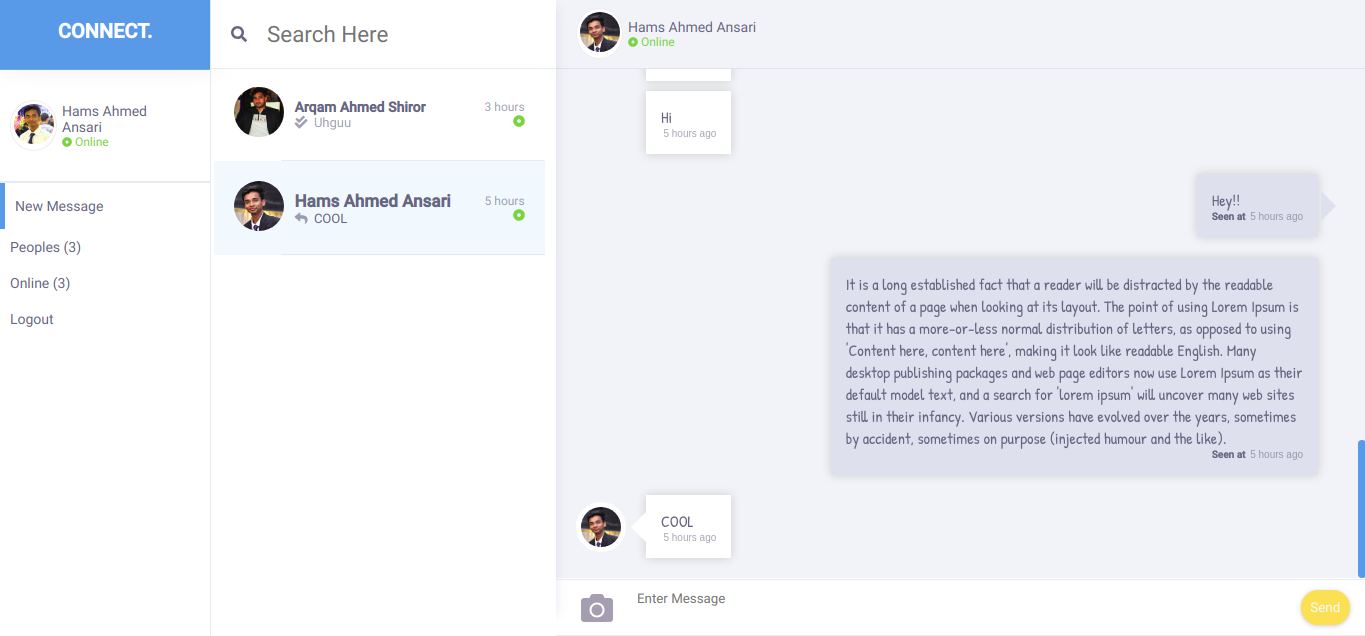 CONNECT.
Hams Ahmed
Ansari
Online
New Message
Peoples (3)
Online (3)
Logout
Search Here
Arqam Ahmed Shiror
3 hours
Uhguu
Hams Ahmed Ansari
5 hours
COOL
Hams Ahmed Ansari
Online
Hi
5 hours ago
Hey!!
Seen at 5 hours ago
It is a long established fact that a reader will be distracted by the readable
content of a page when looking at its layout. The point of using Lorem Ipsum is
that it has a more-or-less normal distribution of letters, as opposed to using
'Content here, content here', making it look like readable English. Many
desktop publishing packages and web page editors now use Lorem Ipsum as their
default model text, and a search for 'lorem ipsum' will uncover many web sites
still in their infancy. Various versions have evolved over the years, sometimes
by accident, sometimes on purpose (injected humour and the like).
Seen at 5 hours ago
COOL
5 hours ago
Enter Message
Send